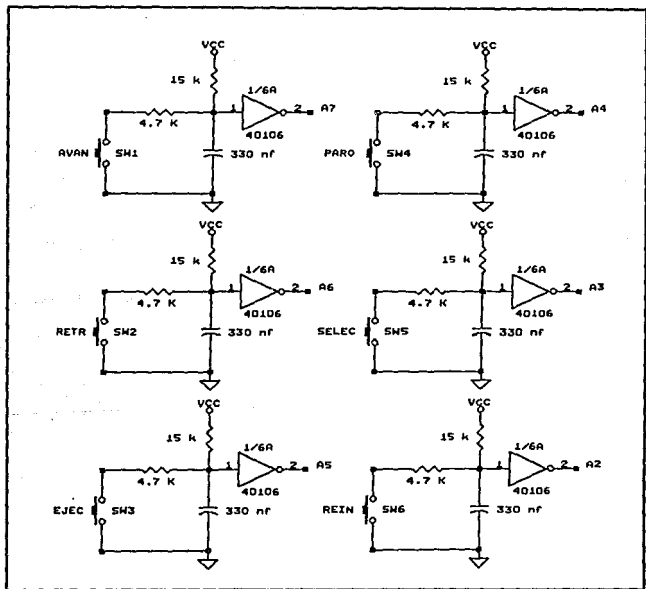 VCC
15 k
1/6A
1
2
A7
4.7 K
40106
AVAN
SW1
330 nf
VCC
15 k
1/6A
1
2
A4
4.7 K
40106
PARO
SW4
330 nf
VCC
15 k
1/6A
1
2
A6
4.7 K
40106
RETR
SW2
330 nf
VCC
15 k
1/6A
1
2
A3
4.7 K
40106
SELEC
SW5
330 nf
VCC
15 k
1/6A
1
2
A5
4.7 K
40106
EJEC
SW3
330 nf
VCC
15 k
1/6A
1
2
A2
4.7 K
40106
REIN
SW6
330 nf